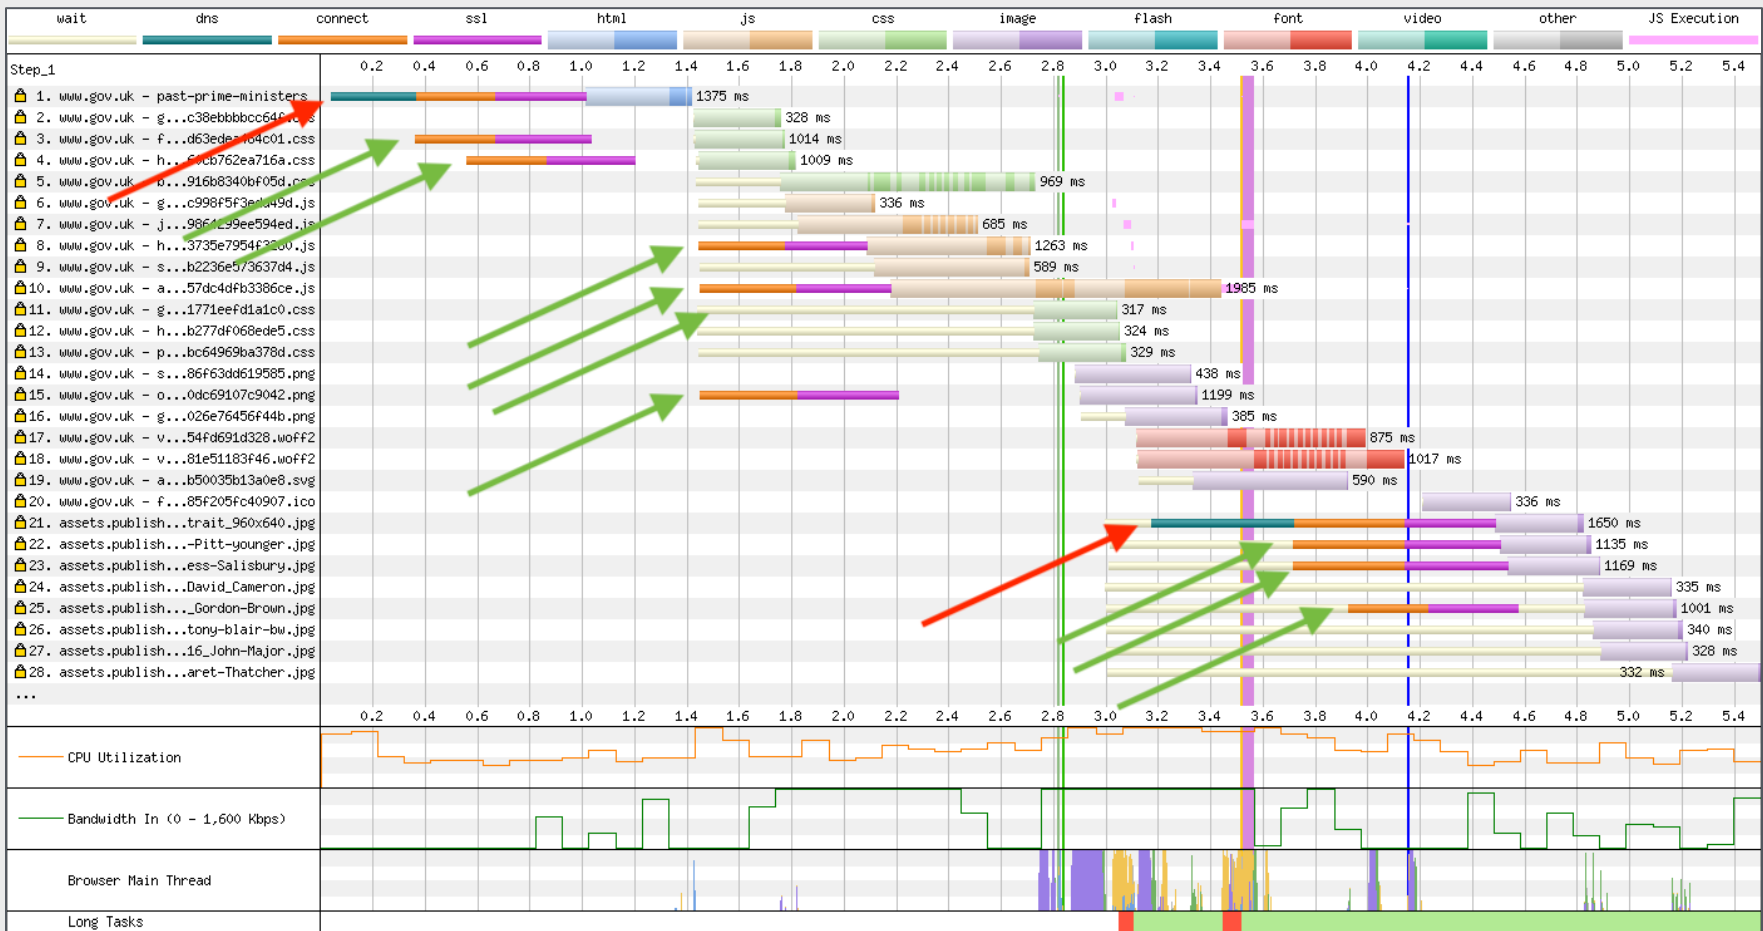 wait dns connect ssl html js css image flash font video other JS Execution
Step_1 0.2 0.4 0.6 0.8 1.0 1.2 1.4 1.6 1.8 2.0 2.2 2.4 2.6 2.8 3.0 3.2 3.4 3.6 3.8 4.0 4.2 4.4 4.6 4.8 5.0 5.2 5.4
1. www.gov.uk - past-prime-ministers 1375 ms
2. www.gov.uk - 328 ms
3. www.gov.uk - 1014 ms
4. www.gov.uk - 1009 ms
5. www.gov.uk - 969 ms
6. www.gov.uk - 336 ms
7. www.gov.uk - 685 ms
8. www.gov.uk - 1263 ms
9. www.gov.uk - 589 ms
10. www.gov.uk - a...57dc4dfb3386ce.js 1985 ms
11. www.gov.uk - g...1771eefd1a1c0.css 317 ms
12. www.gov.uk - h...b277df068ede5.css 324 ms
13. www.gov.uk - p...bc64969ba378d.css 329 ms
14. www.gov.uk - s...86f63dd619585.png 438 ms
15. www.gov.uk - o...0dc69107c9042.png 1199 ms
16. www.gov.uk - g...026e76456f44b.png 385 ms
17. www.gov.uk - v...54fd691d328.woff2 875 ms
18. www.gov.uk - v...81e51183f46.woff2 1017 ms
19. www.gov.uk - a...b50035b13a0e8.svg 590 ms
20. www.gov.uk - f...85f205fc40907.ico 336 ms
21. assets.publish...trait_960x640.jpg 1650 ms
22. assets.publish...-Pitt-younger.jpg 1135 ms
23. assets.publish...ess-Salisbury.jpg 1169 ms
24. assets.publish...David_Cameron.jpg 335 ms
25. assets.publish..._Gordon-Brown.jpg 1001 ms
26. assets.publish...tony-blair-bw.jpg 340 ms
27. assets.publish...16_John-Major.jpg 328 ms
28. assets.publish...aret-Thatcher.jpg 332 ms
...
0.2 0.4 0.6 0.8 1.0 1.2 1.4 1.6 1.8 2.0 2.2 2.4 2.6 2.8 3.0 3.2 3.4 3.6 3.8 4.0 4.2 4.4 4.6 4.8 5.0 5.2 5.4
CPU Utilization
Bandwidth In (0 - 1,600 Kbps)
Browser Main Thread
Long Tasks